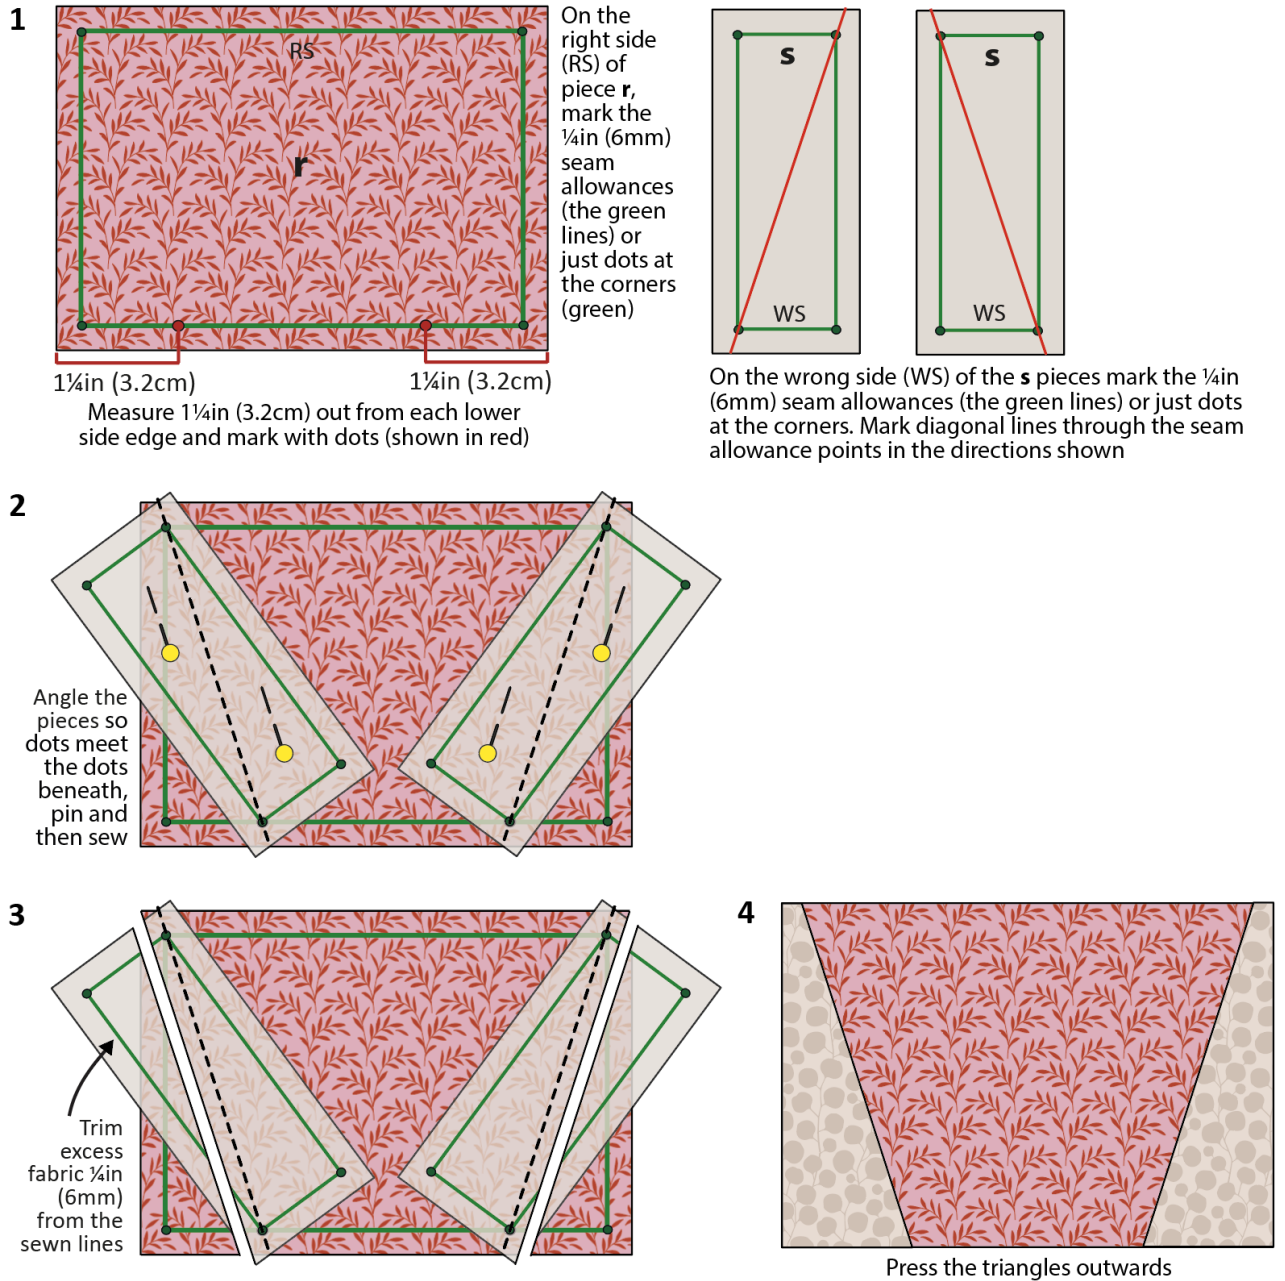 1
RS
r
On the
right side
(RS) of
piece r,
mark the
¼in (6mm)
seam
allowances
(the green
lines) or
just dots at
the corners
(green)
1¼in (3.2cm)
1¼in (3.2cm)
Measure 1¼in (3.2cm) out from each lower
side edge and mark with dots (shown in red)
s
WS
s
WS
On the wrong side (WS) of the s pieces mark the ¼in
(6mm) seam allowances (the green lines) or just dots
at the corners. Mark diagonal lines through the seam
allowance points in the directions shown
2
Angle the
pieces so
dots meet
the dots
beneath,
pin and
then sew
3
Trim
excess
fabric ¼in
(6mm)
from the
sewn lines
4
Press the triangles outwards